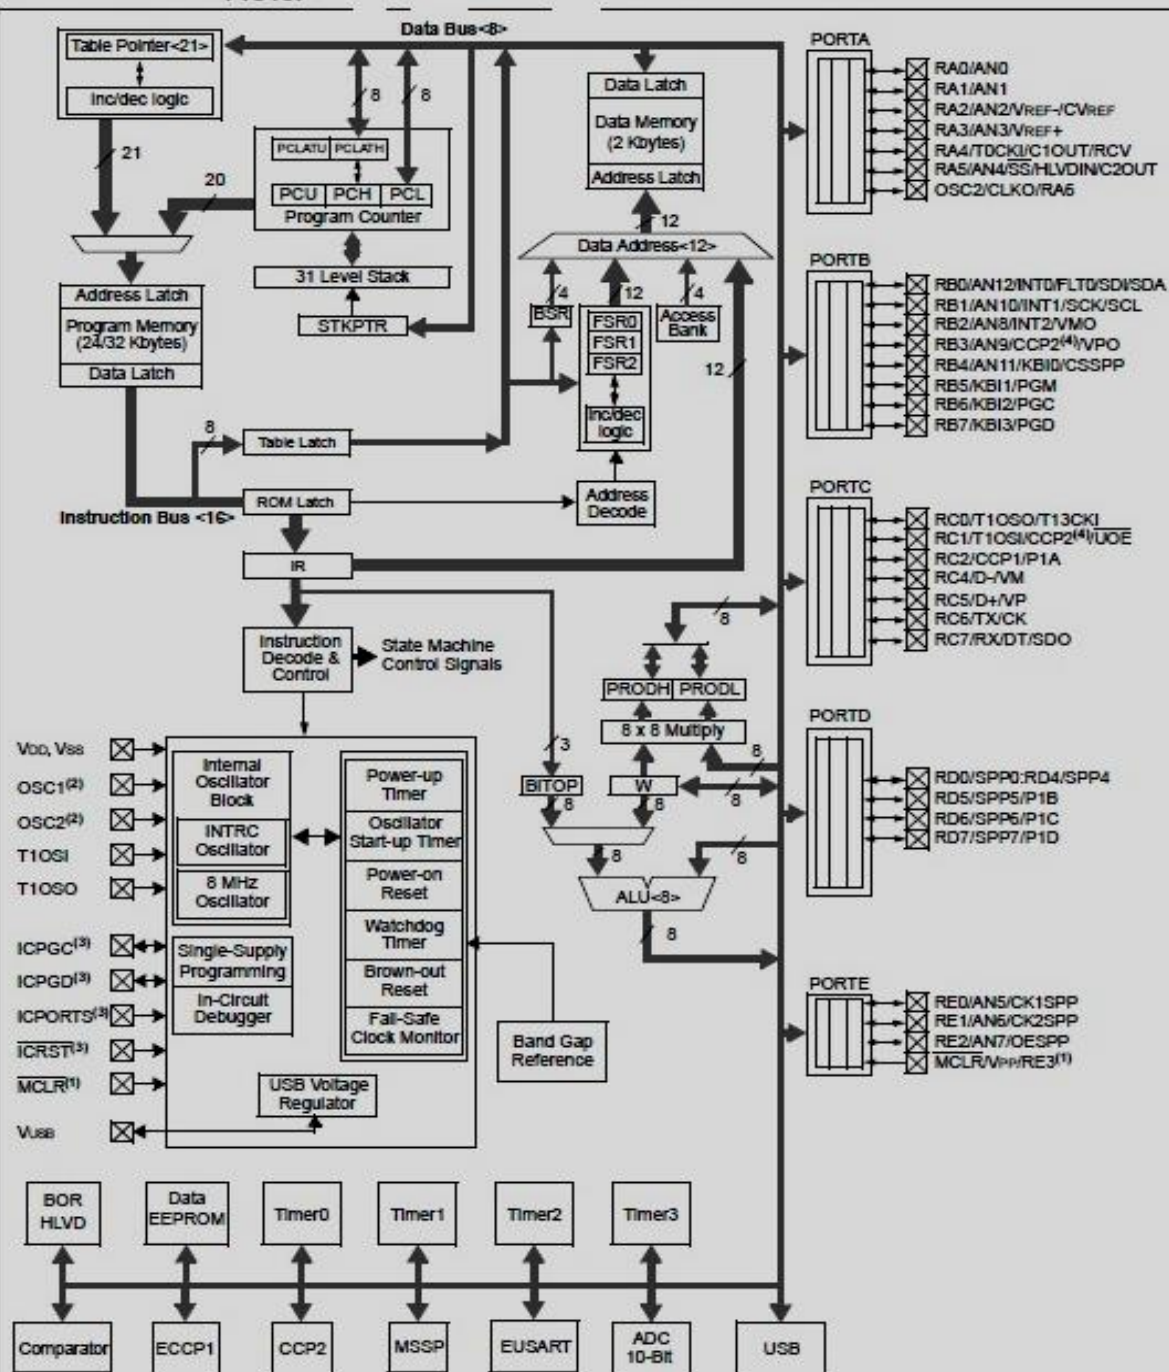 Data Bus<8>
Table Pointer<21>
Inc/dec logic
21
20
8
8
PCLATU PCLATH
PCU PCH PCL
Program Counter
31 Level Stack
STKPTR
Data Latch
Data Memory
(2 Kbytes)
Address Latch
12
Data Address<12>
4
12
4
BSR
FSR0
FSR1
FSR2
Access
Bank
12
Inc/dec
logic
Address Latch
Program Memory
(24/32 Kbytes)
Data Latch
8
Table Latch
ROM Latch
Address
Decode
Instruction Bus <16>
IR
Instruction
Decode &
Control
State Machine
Control Signals
8
PRODH PRODL
8 x 8 Multiply
3
8
BITOP
W
8
8
8
8
8
ALU<8>
8
VDD, VSS
OSC1(2)
OSC2(2)
T1OSI
T1OSO
ICPGC(3)
ICPGD(3)
ICPORTS(3)
ICRST(3)
MCLR(1)
VUSB
Internal
Oscillator
Block
INTRC
Oscillator
8 MHz
Oscillator
Single-Supply
Programming
In-Circuit
Debugger
Power-up
Timer
Oscillator
Start-up Timer
Power-on
Reset
Watchdog
Timer
Brown-out
Reset
Fail-Safe
Clock Monitor
Band Gap
Reference
USB Voltage
Regulator
PORTA
RA0/AN0
RA1/AN1
RA2/AN2/VREF-/CVREF
RA3/AN3/VREF+
RA4/T0CKI/C1OUT/RCV
RA5/AN4/SS/HLVDIN/C2OUT
OSC2/CLKO/RA6
PORTB
RB0/AN12/INT0/FLT0/SDI/SDA
RB1/AN10/INT1/SCK/SCL
RB2/AN8/INT2/VMO
RB3/AN9/CCP2(4)/VPO
RB4/AN11/KBI0/CSSPP
RB5/KBI1/PGM
RB6/KBI2/PGC
RB7/KBI3/PGD
PORTC
RC0/T1OSO/T13CKI
RC1/T1OSI/CCP2(4)/UOE
RC2/CCP1/P1A
RC4/D-/VM
RC5/D+/VP
RC6/TX/CK
RC7/RX/DT/SDO
PORTD
RD0/SPP0:RD4/SPP4
RD5/SPP5/P1B
RD6/SPP6/P1C
RD7/SPP7/P1D
PORTE
RE0/AN5/CK1SPP
RE1/AN6/CK2SPP
RE2/AN7/OESPP
MCLR/VPP/RE3(1)
BOR
HLVD
Data
EEPROM
Timer0
Timer1
Timer2
Timer3
Comparator
ECCP1
CCP2
MSSP
EUSART
ADC
10-Bit
USB